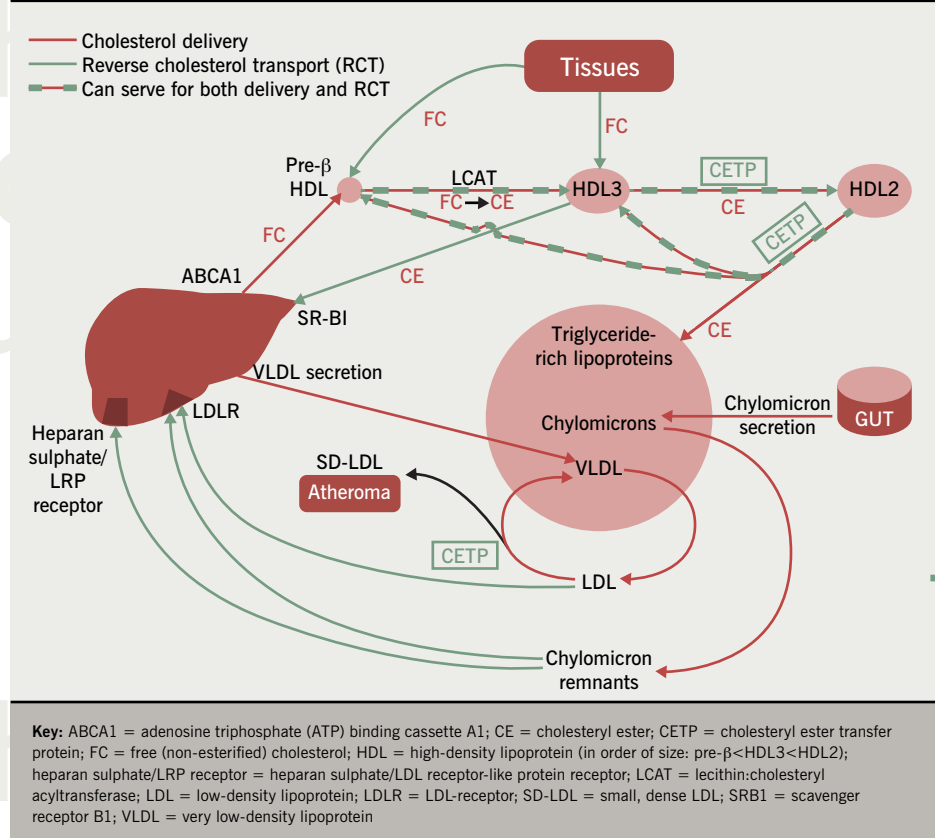 Cholesterol delivery
Reverse cholesterol transport (RCT)
Can serve for both delivery and RCT
Tissues
FC
FC
Pre-β
HDL
LCAT
FC CE
HDL3
CETP
CE
HDL2
CETP
FC
ABCA1
CE
SR-BI
CE
Triglyceride-
rich lipoproteins
VLDL secretion
Chylomicrons
Chylomicron
secretion
GUT
LDLR
Heparan
sulphate/
LRP
receptor
SD-LDL
Atheroma
VLDL
CETP
LDL
Chylomicron
remnants
Key: ABCA1 = adenosine triphosphate (ATP) binding cassette A1; CE = cholesteryl ester; CETP = cholesteryl ester transfer
protein; FC = free (non-esterified) cholesterol; HDL = high-density lipoprotein (in order of size: pre-β<HDL3<HDL2);
heparan sulphate/LRP receptor = heparan sulphate/LDL receptor-like protein receptor; LCAT = lecithin:cholesteryl
acyltransferase; LDL = low-density lipoprotein; LDLR = LDL-receptor; SD-LDL = small, dense LDL; SRB1 = scavenger
receptor B1; VLDL = very low-density lipoprotein